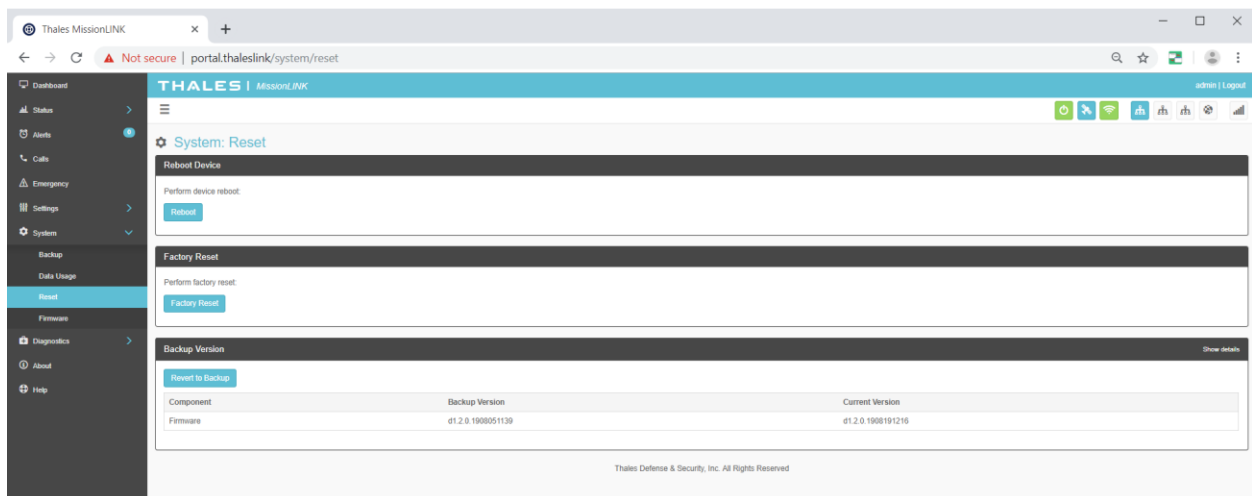 Thales MissionLINK
Not secure | portal.thaleslink/system/reset
Dashboard
Status
Alerts 0
Calls
Emergency
Settings
System
Backup
Data Usage
Reset
Firmware
Diagnostics
About
Help
THALES | MissionLINK
admin | Logout
System: Reset
Reboot Device
Perform device reboot:
Reboot
Factory Reset
Perform factory reset:
Factory Reset
Backup Version Show details
Revert to Backup
Component Backup Version Current Version
Firmware d1.2.0.1908051139 d1.2.0.1908191216
Thales Defense & Security, Inc. All Rights Reserved